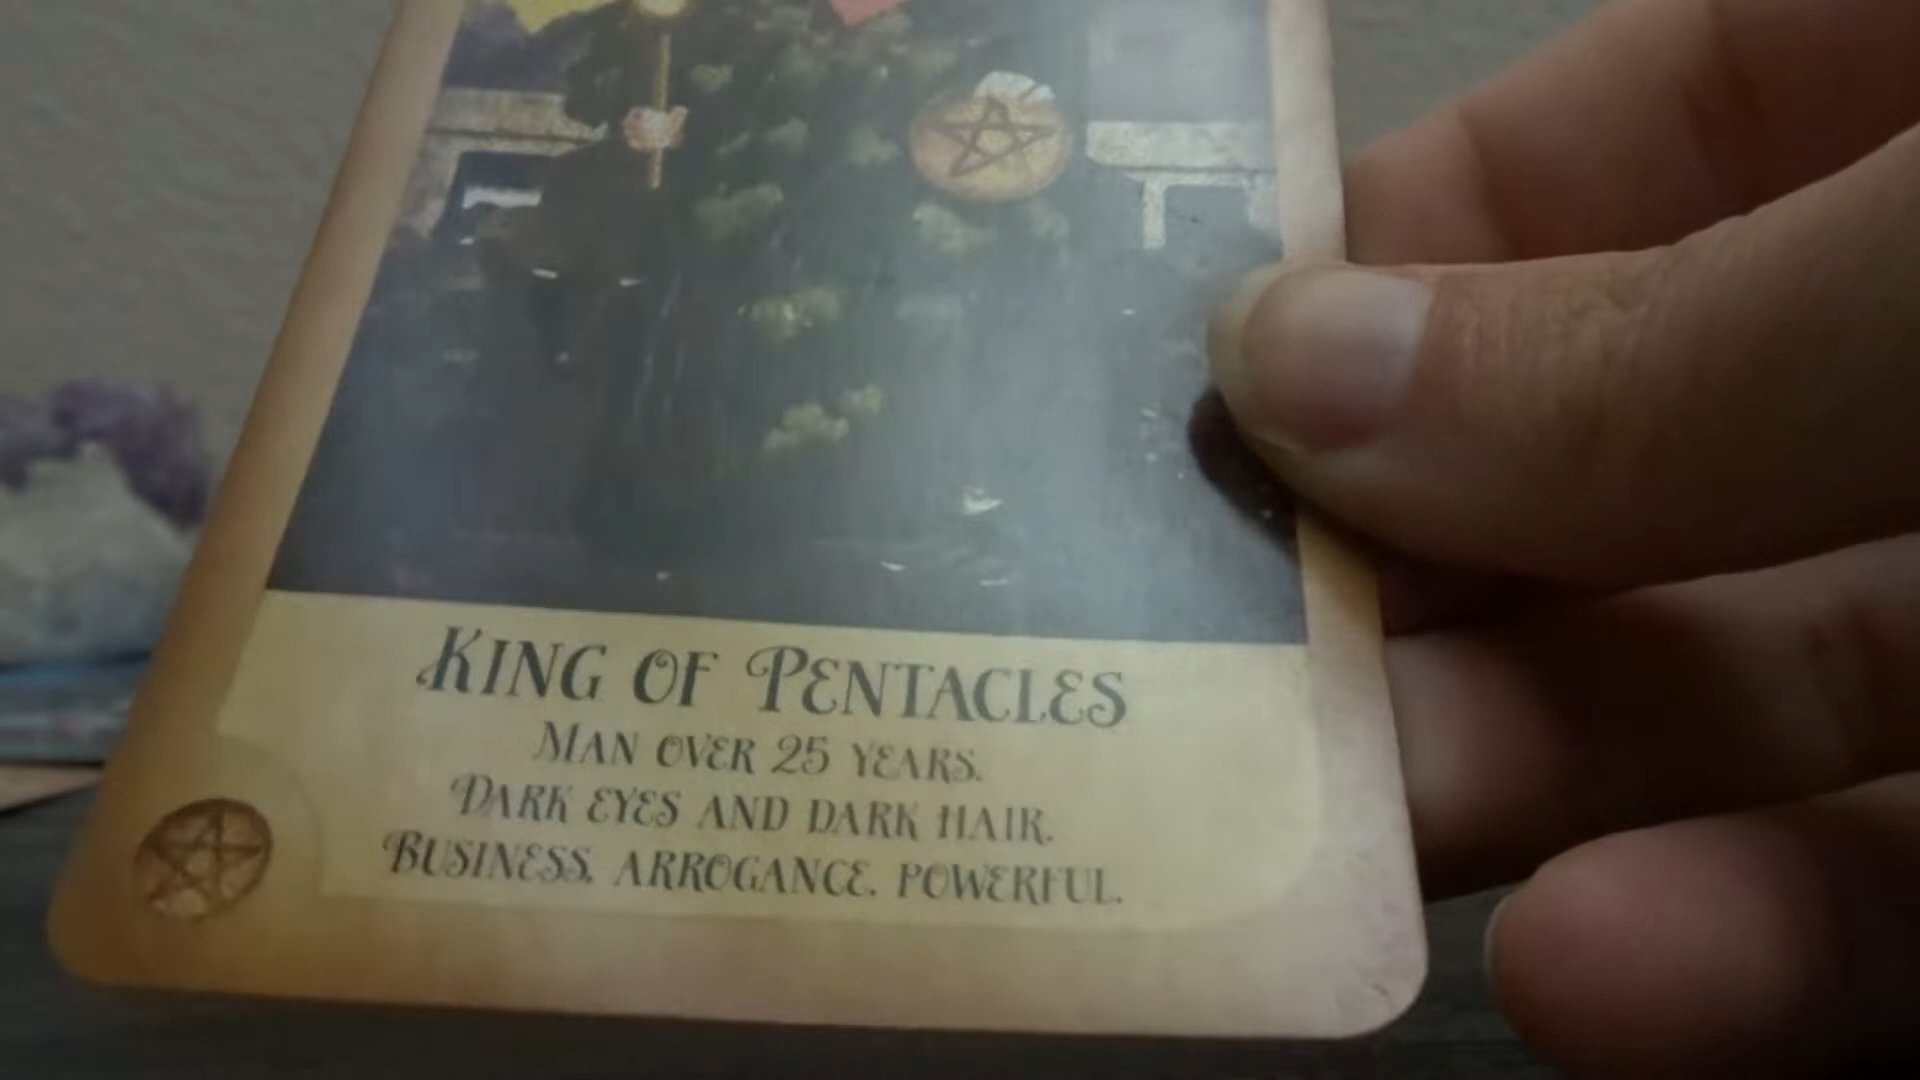 King of Pentacles
Man over 25 years.
Dark eyes and dark hair.
Business. arrogance. powerful.